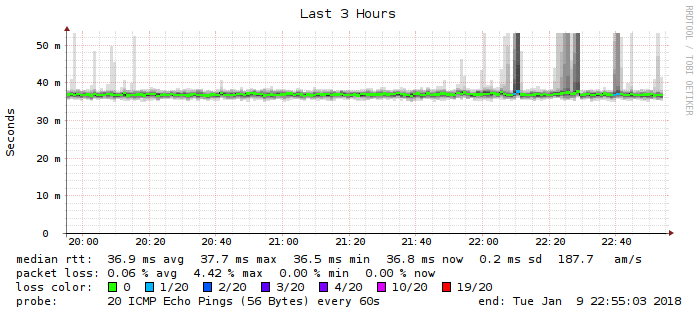 Last 3 Hours
RRDTOOL / TOBI OETIKER
Seconds
50 m
40 m
30 m
20 m
10 m
0
20:00 20:20 20:40 21:00 21:20 21:40 22:00 22:20 22:40
median rtt: 36.9 ms avg 37.7 ms max 36.5 ms min 36.8 ms now 0.2 ms sd 187.7 am/s
packet loss: 0.06 % avg 4.42 % max 0.00 % min 0.00 % now
loss color: 0 1/20 2/20 3/20 4/20 10/20 19/20
probe: 20 ICMP Echo Pings (56 Bytes) every 60s end: Tue Jan 9 22:55:03 2018